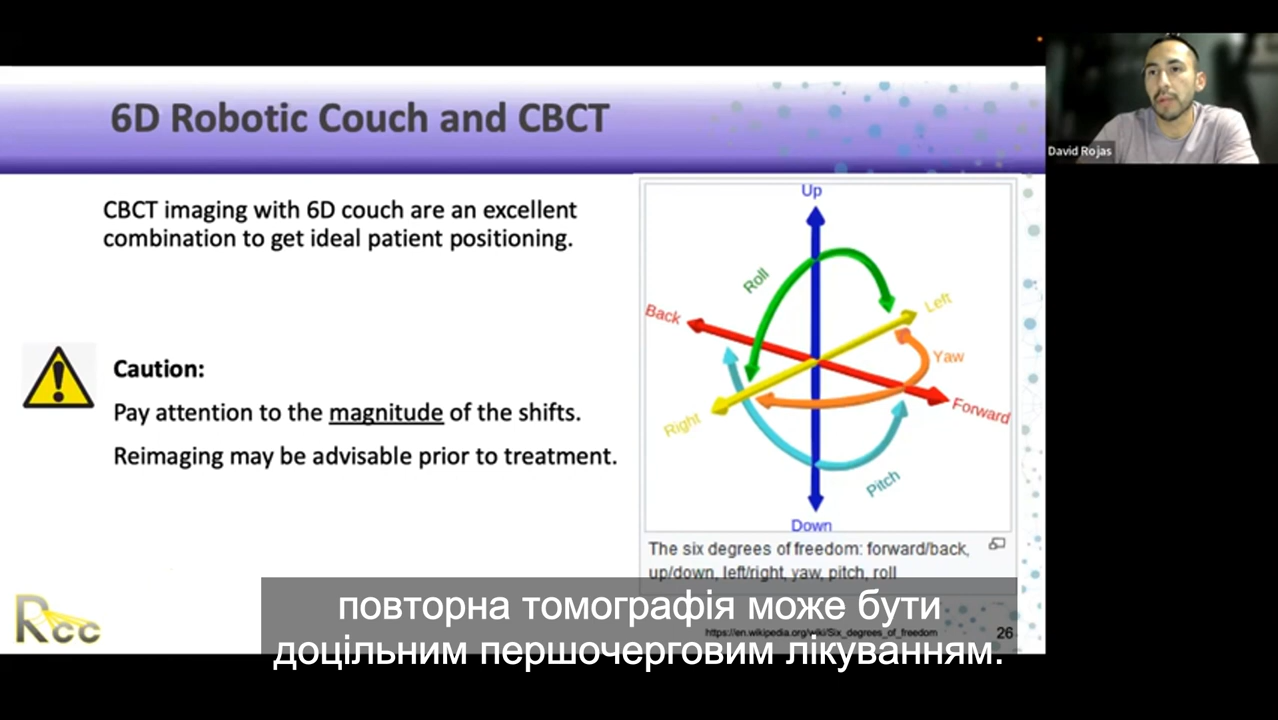 6D Robotic Couch and CBCT
David Rojas
CBCT imaging with 6D couch are an excellent
combination to get ideal patient positioning.
Caution:
Pay attention to the magnitude of the shifts.
Reimaging may be advisable prior to treatment.
Up
Roll
Left
Back
Yaw
Forward
Right
Pitch
Down
The six degrees of freedom: forward/back,
up/down, left/right, yaw, pitch, roll
https://en.wikipedia.org/wiki/Six_degrees_of_freedom
26
Rcc
повторна томографія може бути
доцільним першочерговим лікуванням.